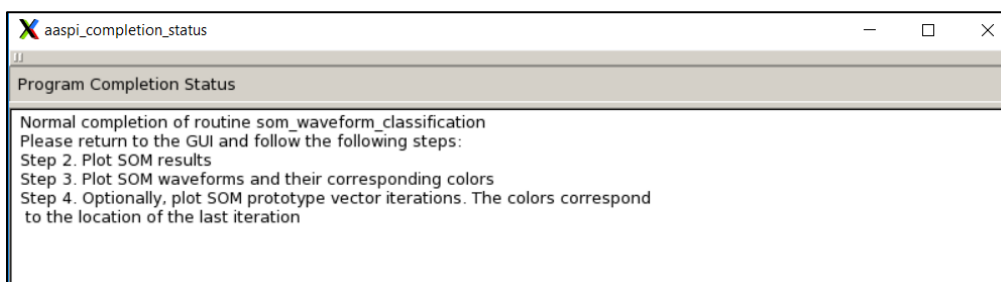 aaspi_completion_status
Program Completion Status
Normal completion of routine som_waveform_classification
Please return to the GUI and follow the following steps:
Step 2. Plot SOM results
Step 3. Plot SOM waveforms and their corresponding colors
Step 4. Optionally, plot SOM prototype vector iterations. The colors correspond
to the location of the last iteration